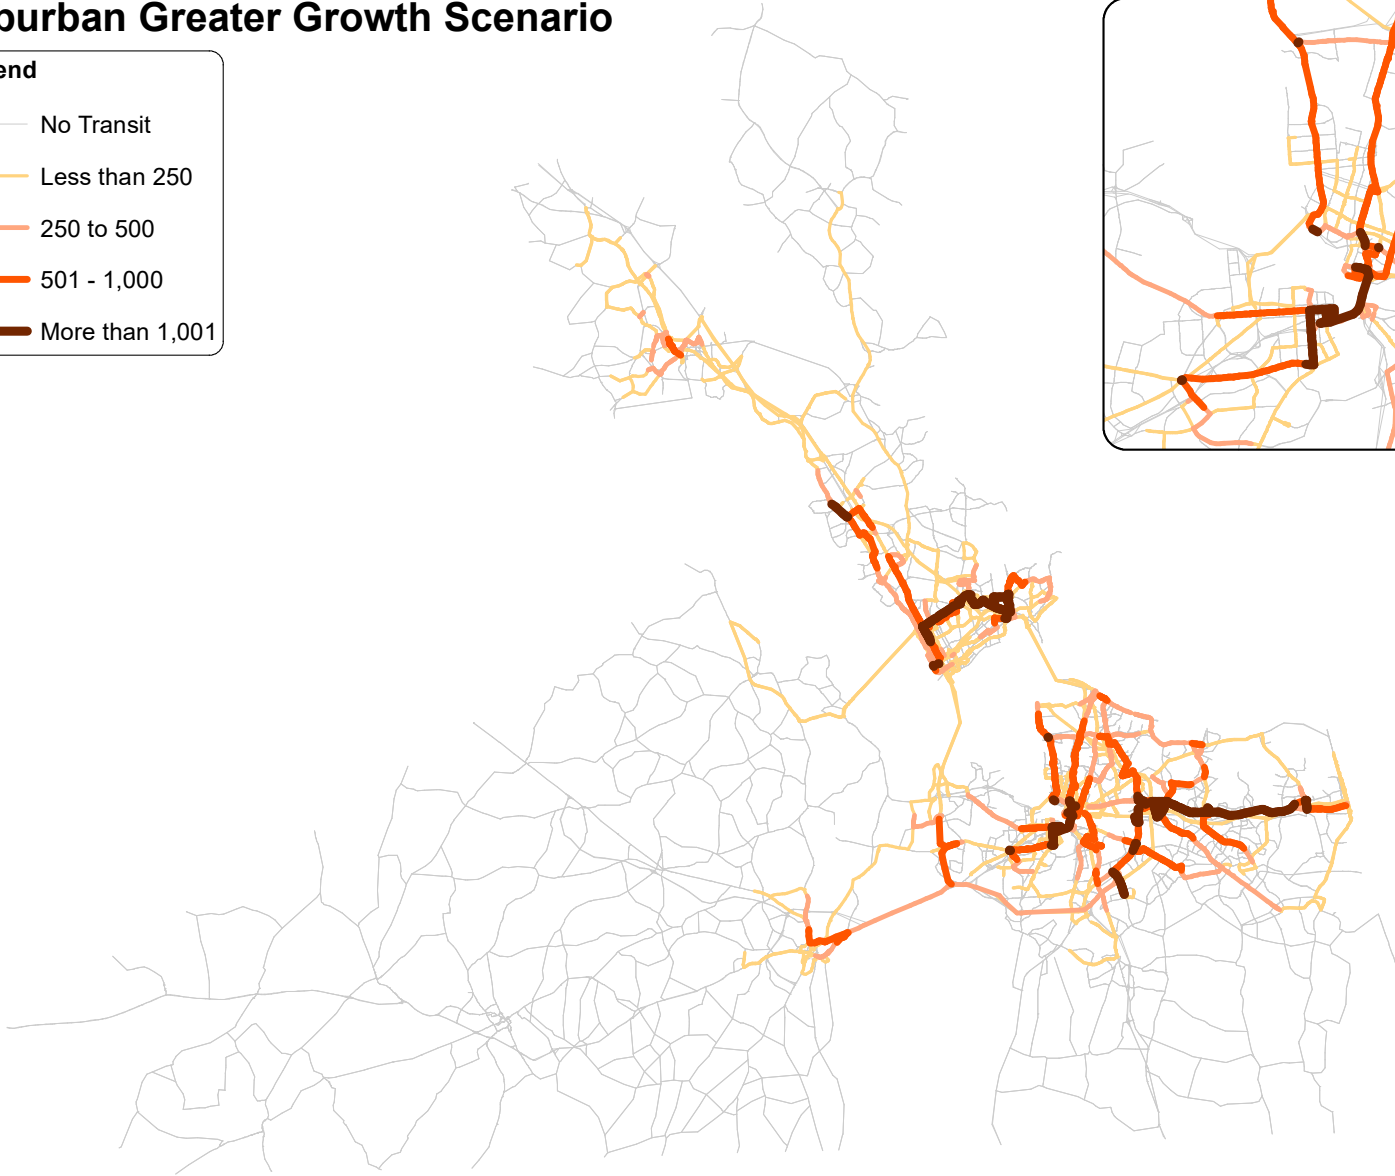 burban Greater Growth Scenario
end
No Transit
Less than 250
250 to 500
501 - 1,000
More than 1,001